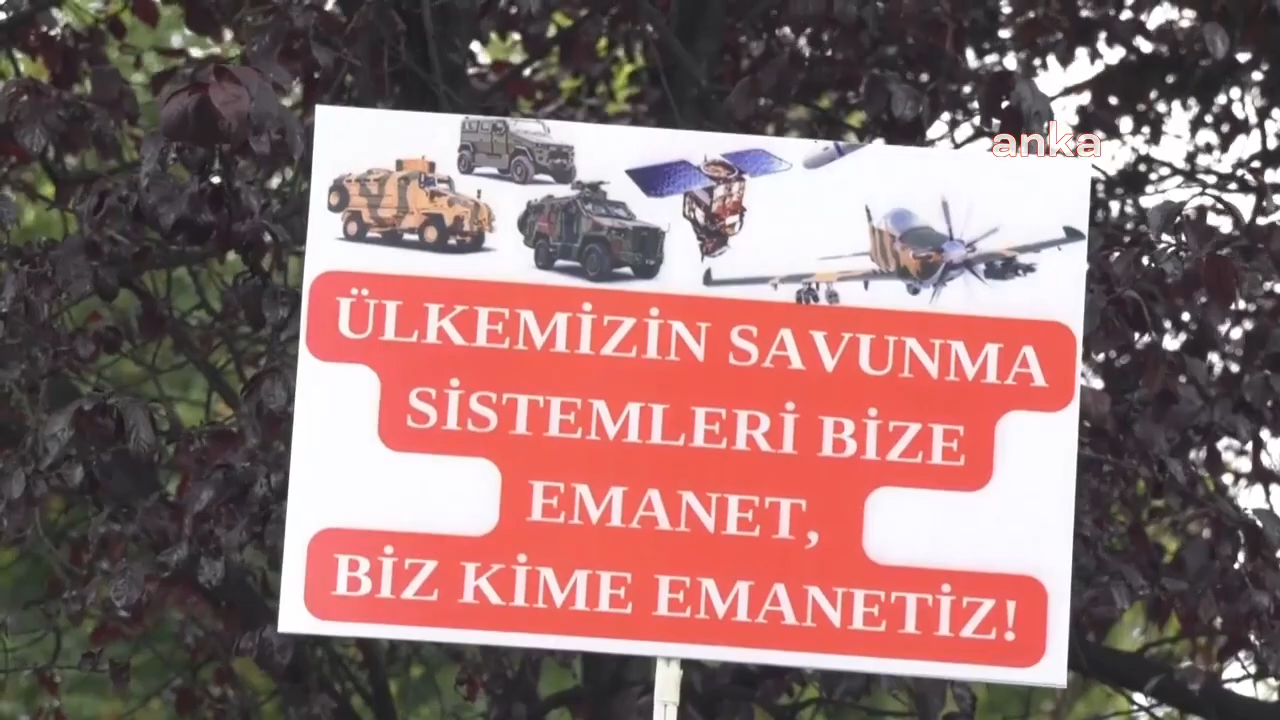 anka
ÜLKEMİZİN SAVUNMA
SİSTEMLERİ BİZE
EMANET,
BİZ KİME EMANETİZ!